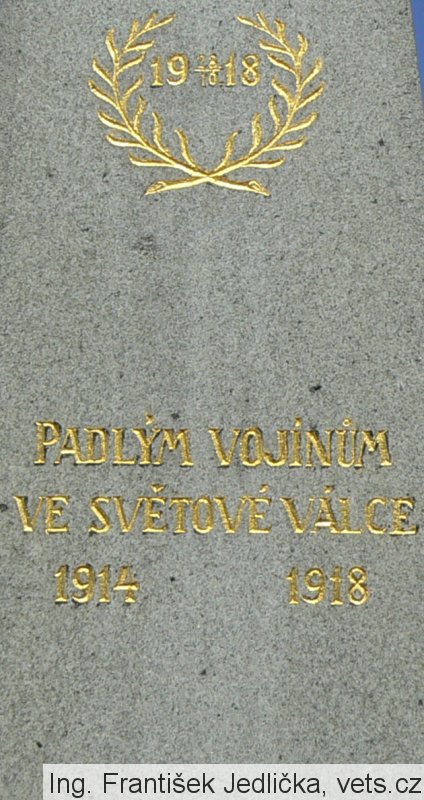 19 28/10 18
PADLÝM VOJÍNŮM
VE SVĚTOVÉ VÁLCE
1914 1918
Ing. František Jedlička, vets.cz